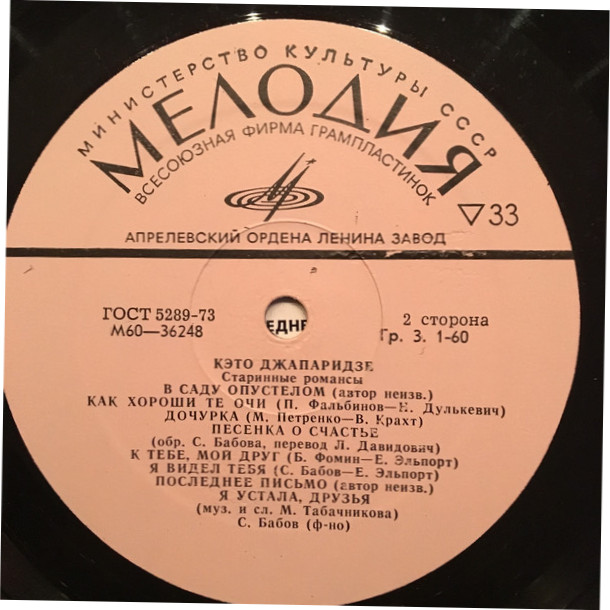 МИНИСТЕРСТВО КУЛЬТУРЫ СССР
МЕЛОДИЯ
ВСЕСОЮЗНАЯ ФИРМА ГРАМПЛАСТИНОК
▽33
АПРЕЛЕВСКИЙ ОРДЕНА ЛЕНИНА ЗАВОД
ГОСТ 5289-73
М60—36248
ЕДНЕ
2 сторона
Гр. 3. 1-60
КЭТО ДЖАПАРИДЗЕ
Старинные романсы
В САДУ ОПУСТЕЛОМ (автор неизв.)
КАК ХОРОШИ ТЕ ОЧИ (П. Фальбинов—Н. Дулькевич)
ДОЧУРКА (М. Петренко—В. Крахт)
ПЕСЕНКА О СЧАСТЬЕ
(обр. С. Бабова, перевод Л. Давидович)
К ТЕБЕ, МОЙ ДРУГ (Б. Фомин—Е. Эльпорт)
Я ВИДЕЛ ТЕБЯ (С. Бабов—Е. Эльпорт)
ПОСЛЕДНЕЕ ПИСЬМО (автор неизв.)
Я УСТАЛА, ДРУЗЬЯ
(муз. и сл. М. Табачникова)
С. Бабов (ф-но)